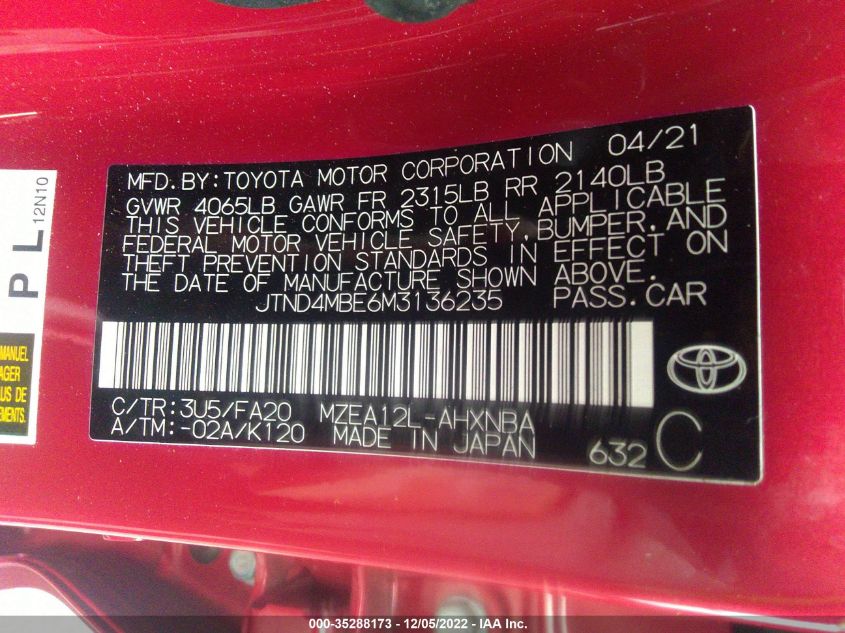 MFD.BY:TOYOTA MOTOR CORPORATION 04/21
GVWR 4065LB GAWR FR 2315LB RR 2140LB
THIS VEHICLE CONFORMS TO ALL APPLICABLE
FEDERAL MOTOR VEHICLE SAFETY,BUMPER,AND
THEFT PREVENTION STANDARDS IN EFFECT ON
THE DATE OF MANUFACTURE SHOWN ABOVE.
JTND4MBE6M3136235 PASS.CAR
C/TR:3U5/FA20 MZEA12L-AHXNBA
A/TM:-02A/K120 MADE IN JAPAN 632 C
P L 12N10
MANUEL
AGER
US DE
000-35288173 - 12/05/2022 - IAA Inc.